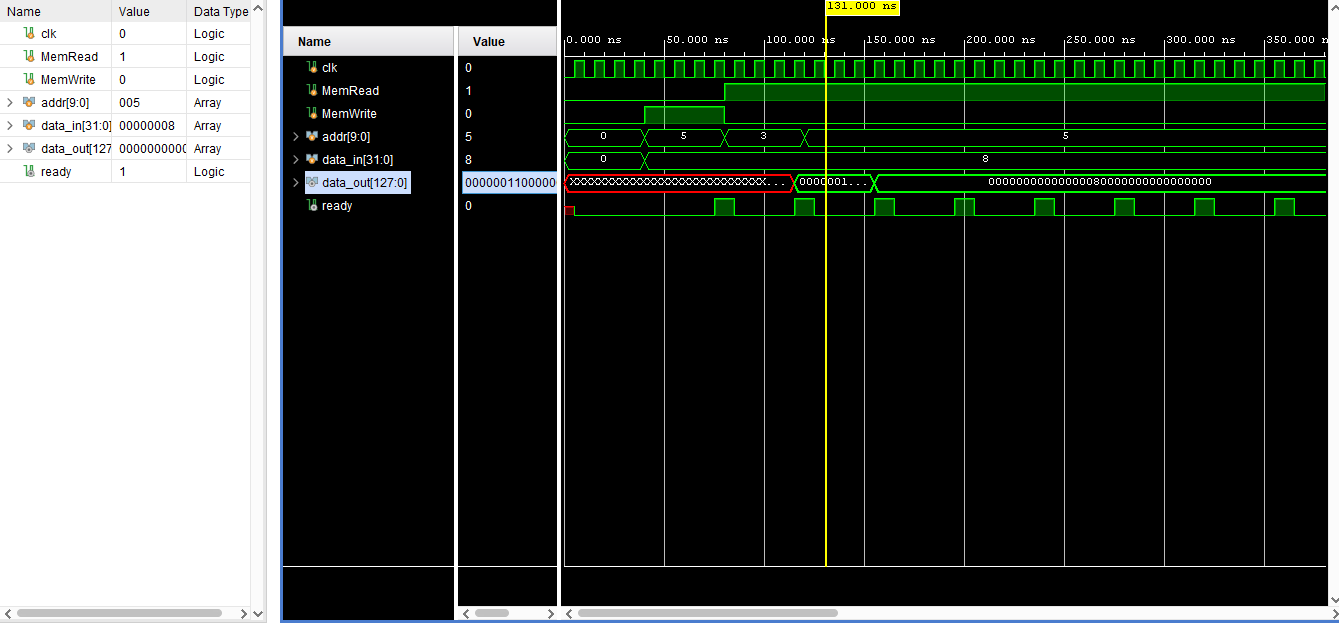 Name Value Data Type
clk 0 Logic
MemRead 1 Logic
MemWrite 0 Logic
addr[9:0] 005 Array
data_in[31:0] 00000008 Array
data_out[127 0000000000 Array
ready 1 Logic
131.000 ns
Name Value
0.000 ns 50.000 ns 100.000 ns 150.000 ns 200.000 ns 250.000 ns 300.000 ns 350.000 n
clk 0
MemRead 1
MemWrite 0
addr[9:0] 5 0 5 3 5
data_in[31:0] 8 0 8
data_out[127:0] 0000000110000000 XXXXXXXXXXXXXXXXXXXXXXXXXXXXX... 0000001... 00000000000000080000000000000000
ready 0